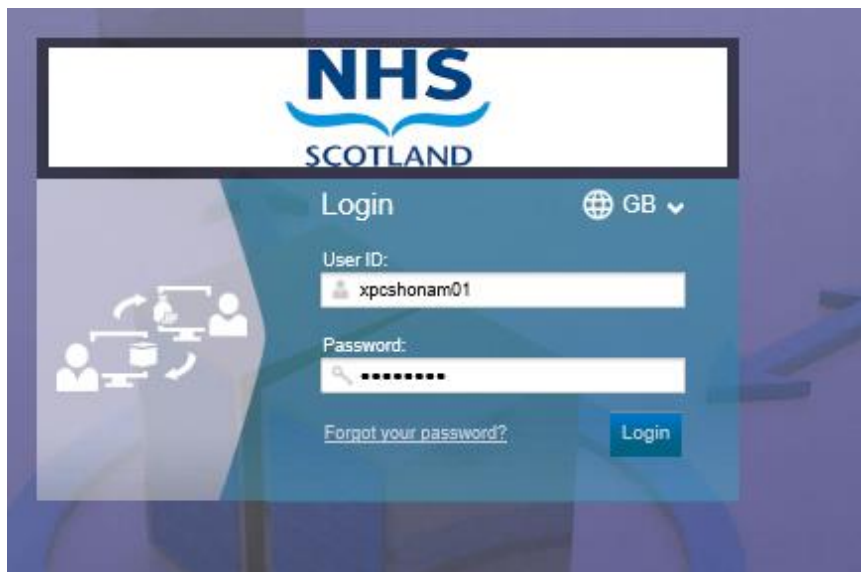 NHS
SCOTLAND
Login
GB
User ID:
xpcshonam01
Password:
••••••••
Forgot your password?
Login